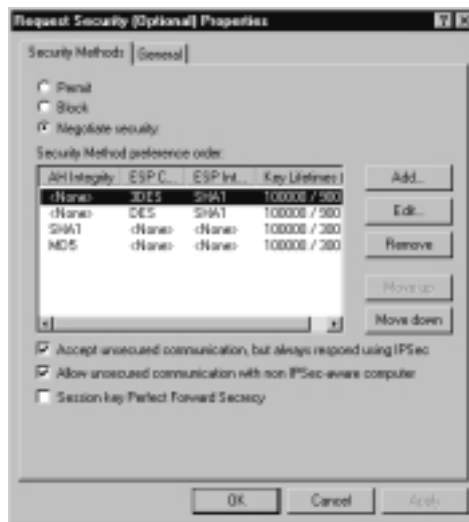 Request Security (Optional) Properties
Security Methods General
Permit
Block
Negotiate security:
Security Method preference order:
AH Integrity ESP C... ESP Int... Key Lifetimes (
<None> 3DES SHA1 100000 / 900
<None> DES SHA1 100000 / 900
SHA1 <None> <None> 100000 / 300
MD5 <None> <None> 100000 / 300
Add...
Edit...
Remove
Move up
Move down
Accept unsecured communication, but always respond using IPSec
Allow unsecured communication with non IPSec-aware computer
Session key Perfect Forward Secrecy
OK Cancel Apply